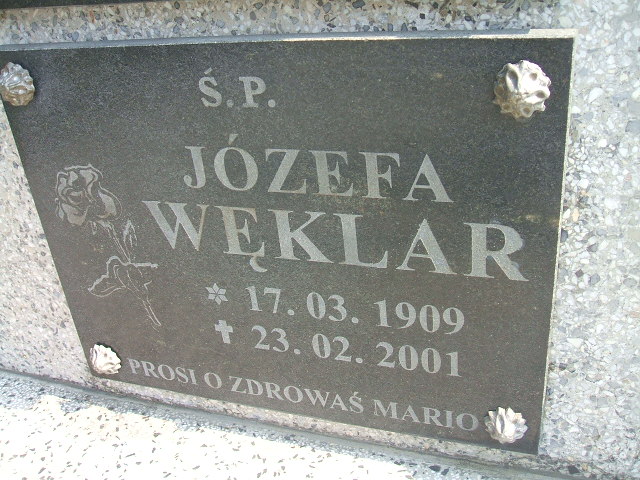 Ś.P.
JÓZEFA
WĘKLAR
* 17. 03. 1909
✝ 23. 02. 2001
PROSI O ZDROWAŚ MARIO